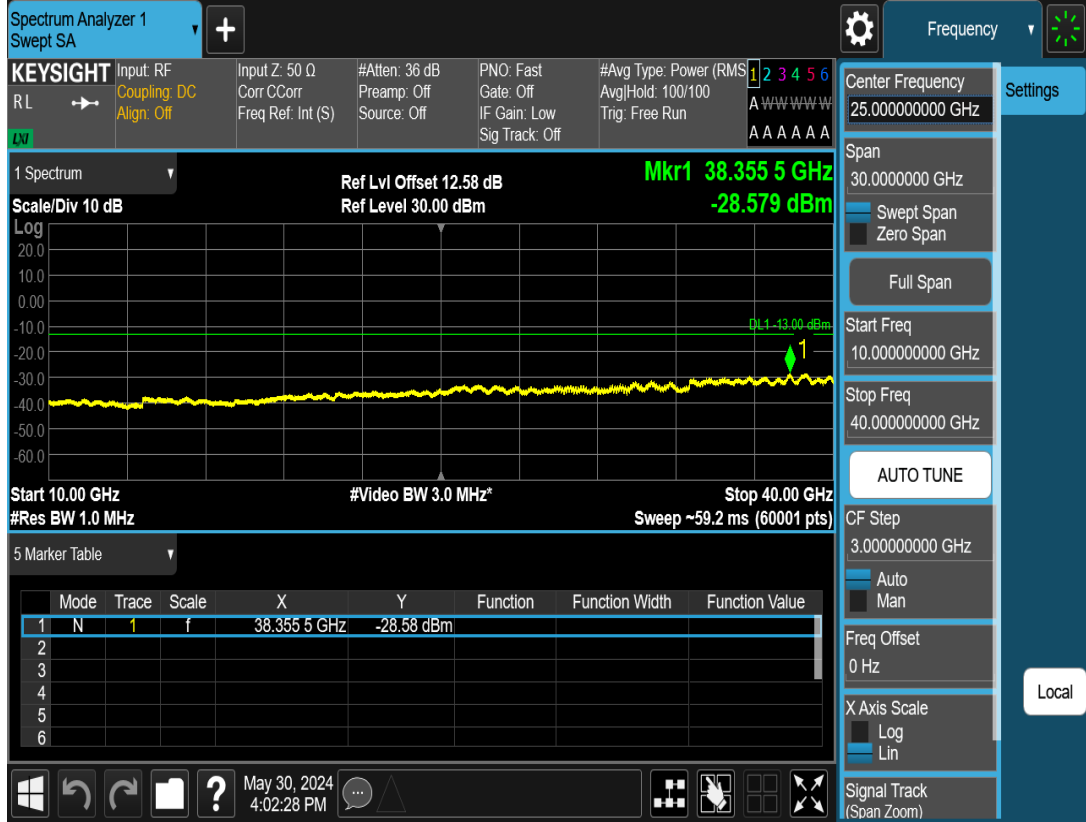 Spectrum Analyzer 1
Swept SA
+
Frequency
KEYSIGHT
RL
LXI
Input: RF
Coupling: DC
Align: Off
Input Z: 50 Ω
Corr CCorr
Freq Ref: Int (S)
#Atten: 36 dB
Preamp: Off
Source: Off
PNO: Fast
Gate: Off
IF Gain: Low
Sig Track: Off
#Avg Type: Power (RMS
Avg|Hold: 100/100
Trig: Free Run
1 2 3 4 5 6
A W W W W W
A A A A A A
1 Spectrum
Scale/Div 10 dB
Ref Lvl Offset 12.58 dB
Ref Level 30.00 dBm
Mkr1 38.355 5 GHz
-28.579 dBm
Log
20.0
10.0
0.00
-10.0
-20.0
-30.0
-40.0
-50.0
-60.0
DL1 -13.00 dBm
1
Start 10.00 GHz
#Res BW 1.0 MHz
#Video BW 3.0 MHz*
Stop 40.00 GHz
Sweep ~59.2 ms (60001 pts)
5 Marker Table
Mode Trace Scale X Y Function Function Width Function Value
1 N 1 f 38.355 5 GHz -28.58 dBm
2
3
4
5
6
?
May 30, 2024
4:02:28 PM
Center Frequency
25.000000000 GHz
Settings
Span
30.0000000 GHz
Swept Span
Zero Span
Full Span
Start Freq
10.000000000 GHz
Stop Freq
40.000000000 GHz
AUTO TUNE
CF Step
3.000000000 GHz
Auto
Man
Freq Offset
0 Hz
Local
X Axis Scale
Log
Lin
Signal Track
(Span Zoom)